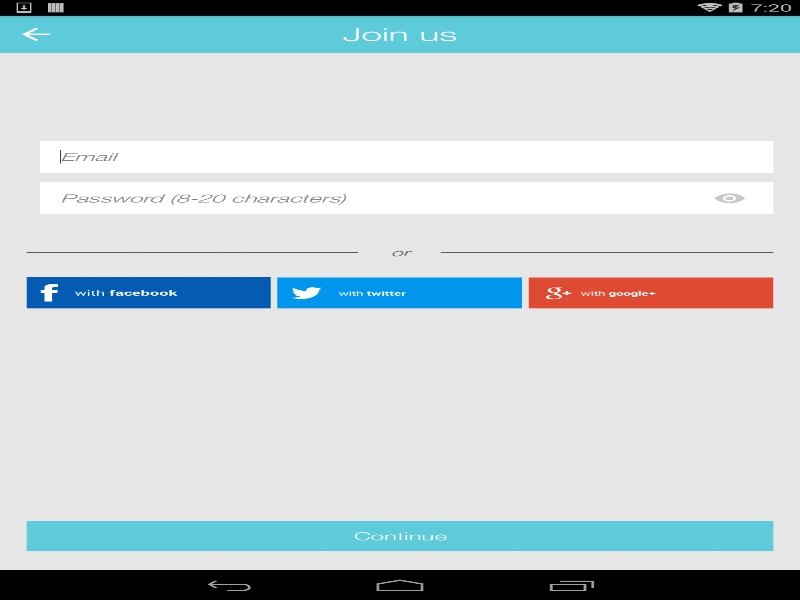 7:20
Join us
Email
Password (8-20 characters)
or
with facebook
with twitter
g+ with google+
Continue